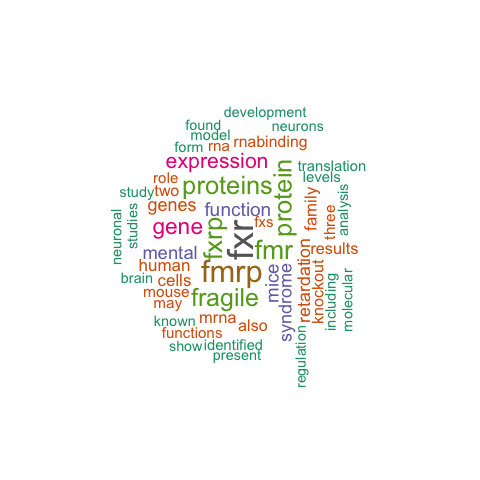 development
found
neurons
model
form
rna
rnabinding
expression
translation
role
proteins
protein
levels
study
two
genes
function
family
analysis
neuronal
studies
gene
fxrp
fxr
fxs
three
mental
fmr
results
human
fmrp
mice
retardation
brain
cells
syndrome
knockout
including
molecular
mouse
fragile
may
known
mrna
also
functions
regulation
show
identified
present